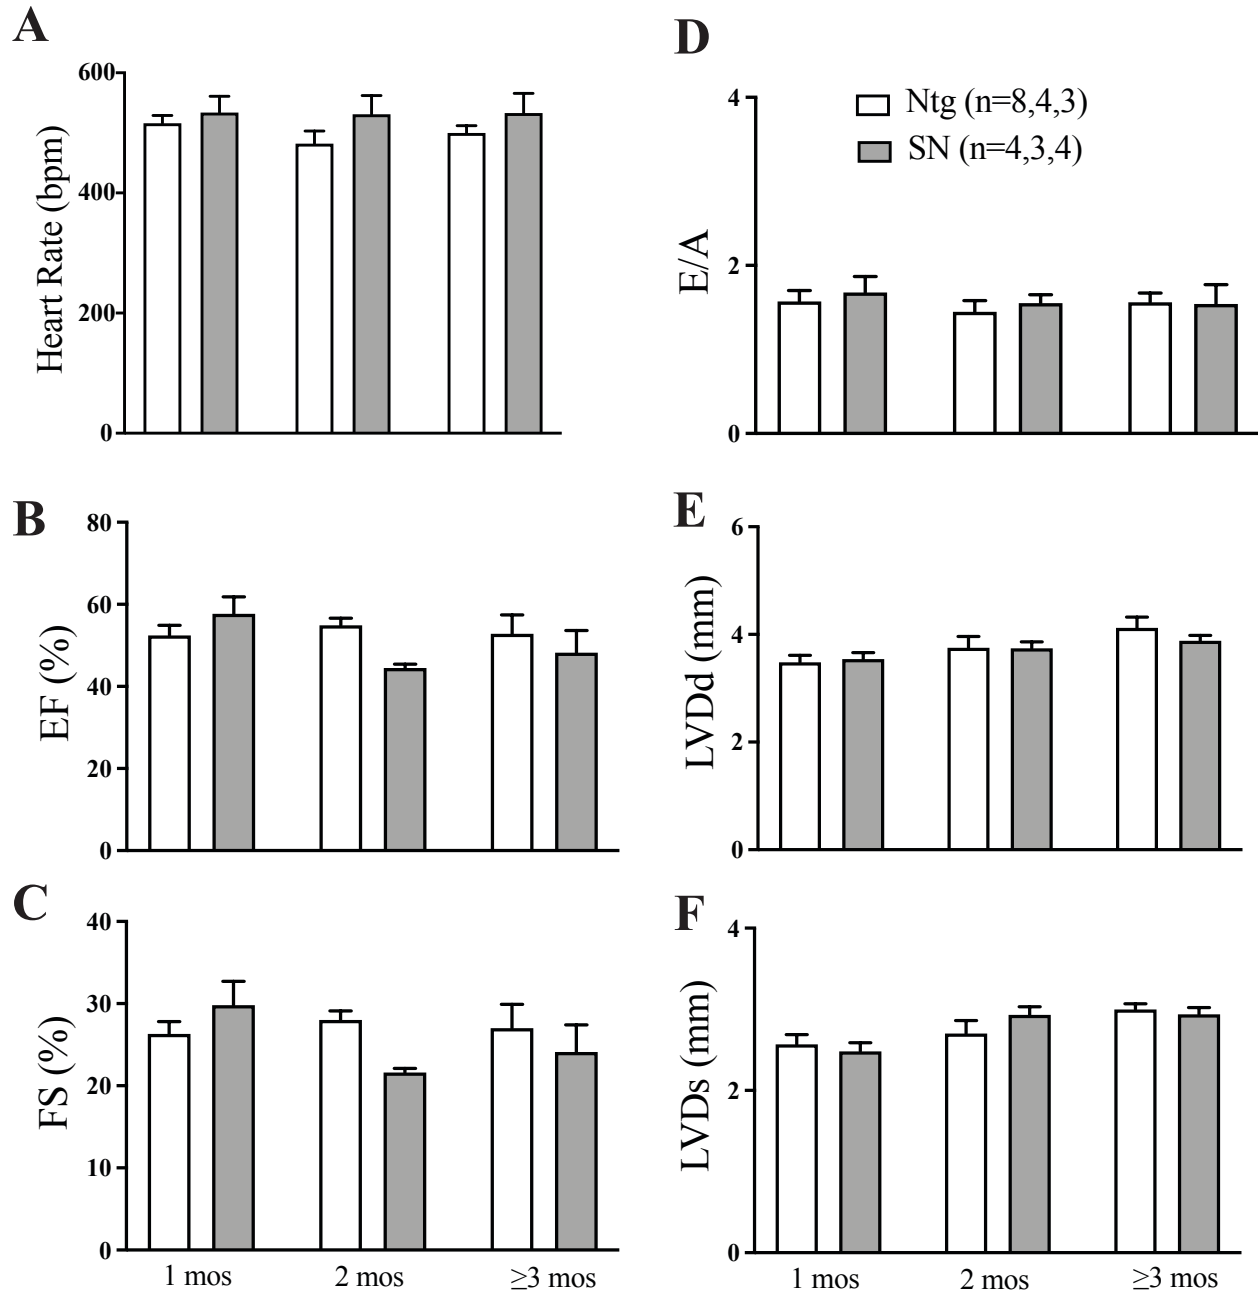 A
600
400
200
0
Heart Rate (bpm)
B
80
60
40
20
0
EF (%)
C
40
30
20
10
0
FS (%)
1 mos 2 mos ≥3 mos
D
4
2
0
E/A
Ntg (n=8,4,3)
SN (n=4,3,4)
E
6
4
2
0
LVDd (mm)
F
4
2
0
LVDs (mm)
1 mos 2 mos ≥3 mos